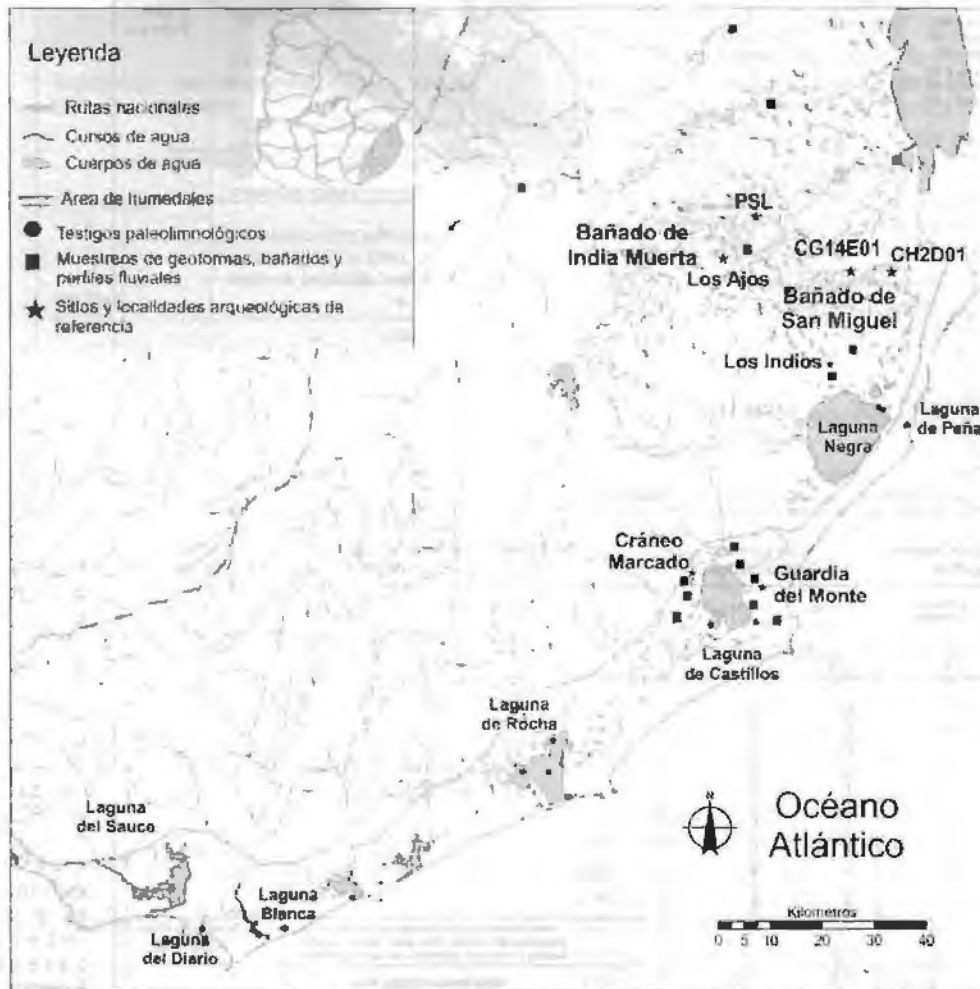 Leyenda
Rutas nacionales
Cursos de agua
Cuerpos de agua
Area de humedales
Testigos paleolimnológicos
Muestreos de geoformas, bañados y
perfiles fluviales
Sitios y localidades arqueológicas de
referencia
PSL
Bañado de
India Muerta
Los Ajos
CG14E01
CH2D01
Bañado de
San Miguel
Los Indios
Laguna
Negra
Laguna
de Peña
Cráneo
Marcado
Guardia
del Monte
Laguna
de Castillos
Laguna
de Rocha
Laguna
del Sauce
Laguna
Blanca
Laguna
del Diario
N
Océano
Atlántico
Kilometros
0 5 10 20 30 40